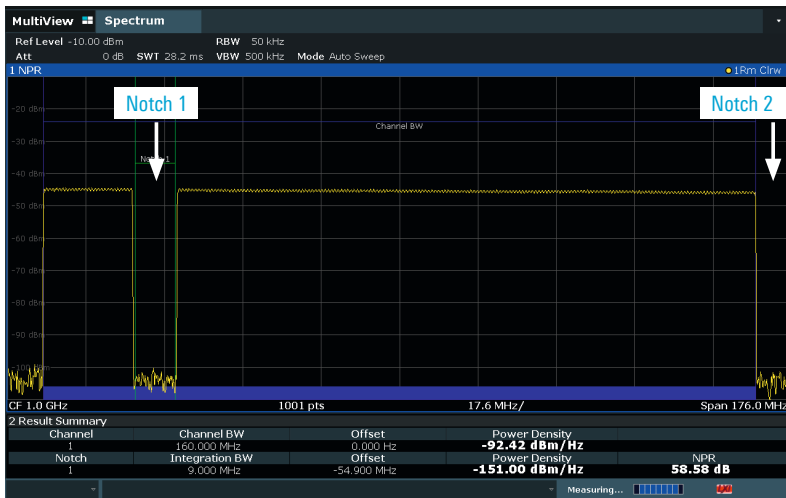 MultiView Spectrum
Ref Level -10.00 dBm RBW 50 kHz
Att 0 dB SWT 28.2 ms VBW 500 kHz Mode Auto Sweep
1 NPR 1Rm Clrw
Notch 1
Notch 2
-20 dBm
Channel BW
-30 dBm
-40 dBm
-50 dBm
-60 dBm
-70 dBm
-80 dBm
-90 dBm
-100 dBm
CF 1.0 GHz 1001 pts 17.6 MHz/ Span 176.0 MHz
2 Result Summary
Channel Channel BW Offset Power Density
1 160.000 MHz 0.000 Hz -92.42 dBm/Hz
Notch Integration BW Offset Power Density NPR
1 9.000 MHz -54.900 MHz -151.00 dBm/Hz 58.58 dB
Measuring...